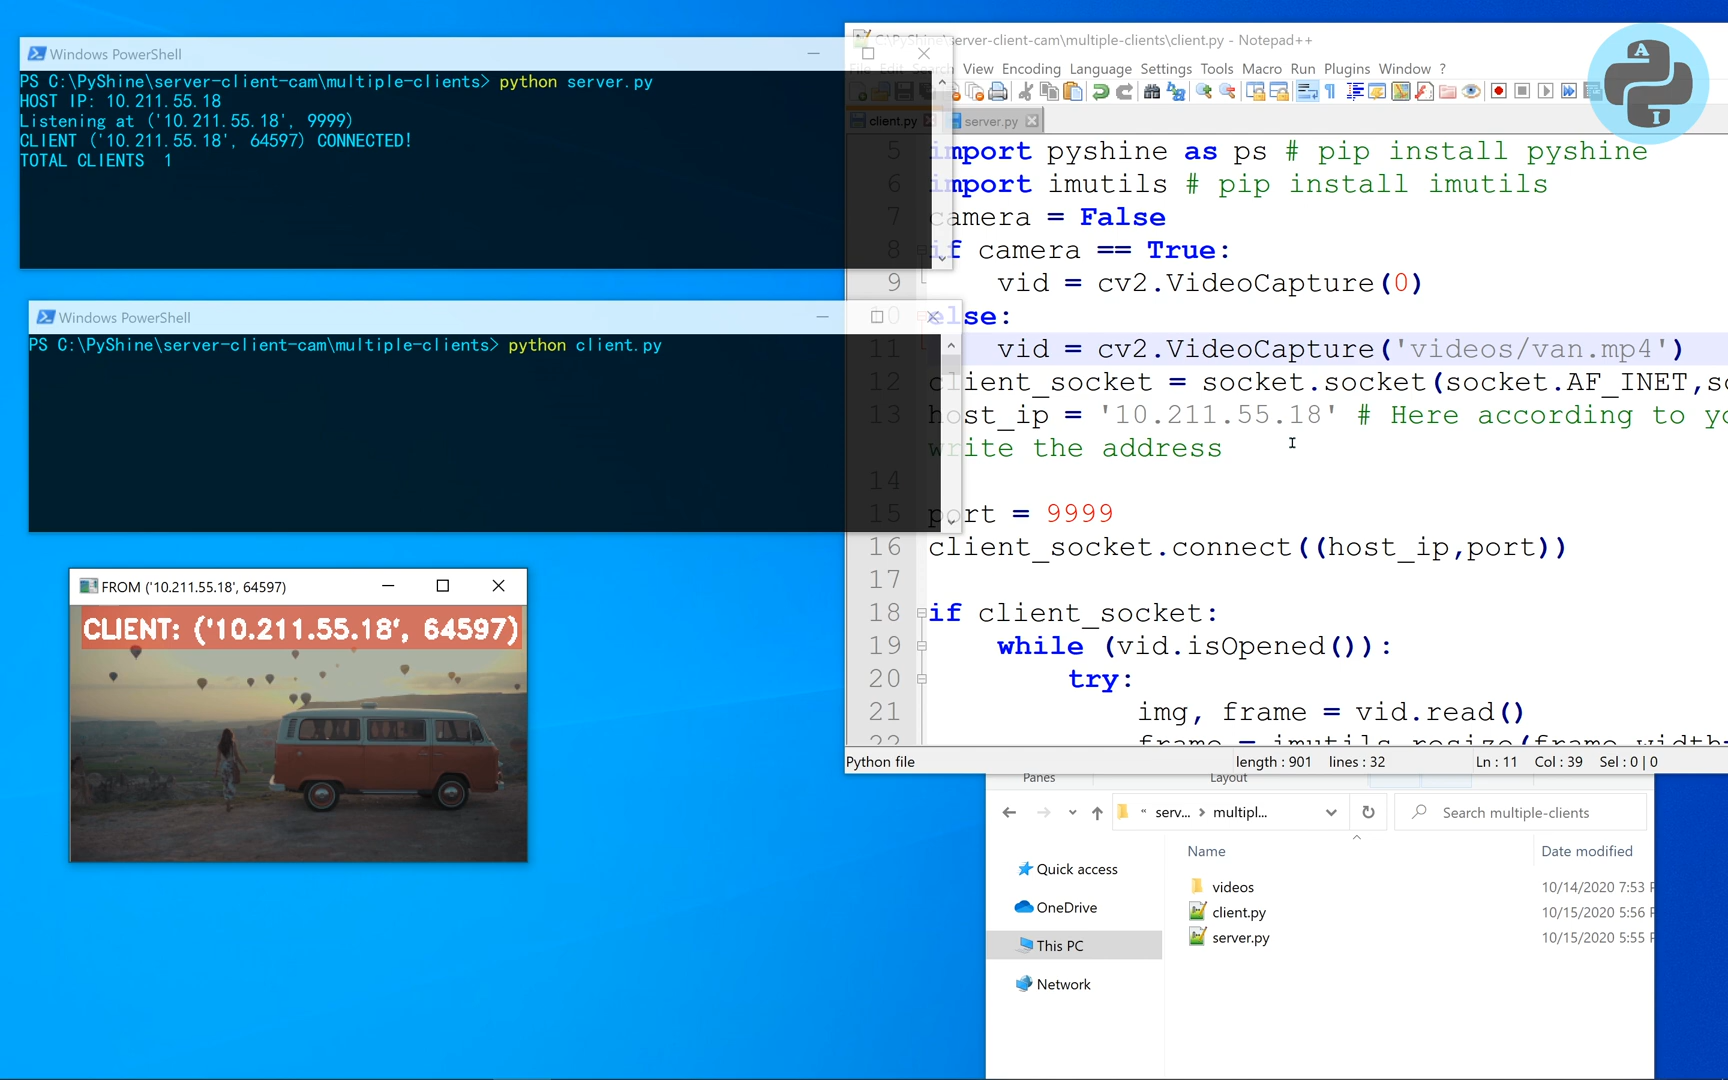 Windows PowerShell
PS C:\PyShine\server-client-cam\multiple-clients> python server.py
HOST IP: 10.211.55.18
Listening at ('10.211.55.18', 9999)
CLIENT ('10.211.55.18', 64597) CONNECTED!
TOTAL CLIENTS 1
Windows PowerShell
PS C:\PyShine\server-client-cam\multiple-clients> python client.py
FROM ('10.211.55.18', 64597)
CLIENT: ('10.211.55.18', 64597)
C:\PyShine\server-client-cam\multiple-clients\client.py - Notepad++
File Edit Search View Encoding Language Settings Tools Macro Run Plugins Window ?
A
I
client.py server.py
5 import pyshine as ps # pip install pyshine
6 import imutils # pip install imutils
7 camera = False
8 if camera == True:
9 vid = cv2.VideoCapture(0)
10 else:
11 vid = cv2.VideoCapture('videos/van.mp4')
12 client_socket = socket.socket(socket.AF_INET,so
13 host_ip = '10.211.55.18' # Here according to yo
write the address
14
15 port = 9999
16 client_socket.connect((host_ip,port))
17
18 if client_socket:
19 while (vid.isOpened()):
20 try:
21 img, frame = vid.read()
22 frame = imutils.resize(frame,width=
Python file length : 901 lines : 32 Ln : 11 Col : 39 Sel : 0 | 0
Panes Layout
« serv... › multipl...
Search multiple-clients
Name Date modified
Quick access
OneDrive
This PC
Network
videos 10/14/2020 7:53 P
client.py 10/15/2020 5:56 P
server.py 10/15/2020 5:55 P